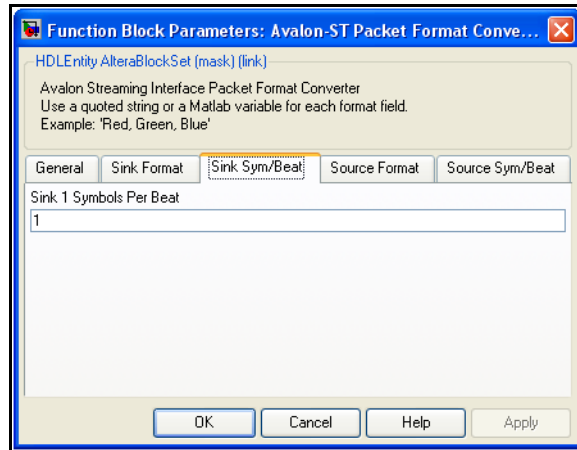 Function Block Parameters: Avalon-ST Packet Format Conve...
HDLEntity AlteraBlockSet (mask) (link)
Avalon Streaming Interface Packet Format Converter
Use a quoted string or a Matlab variable for each format field.
Example: 'Red, Green, Blue'
General Sink Format Sink Sym/Beat Source Format Source Sym/Beat
Sink 1 Symbols Per Beat
1
OK Cancel Help Apply